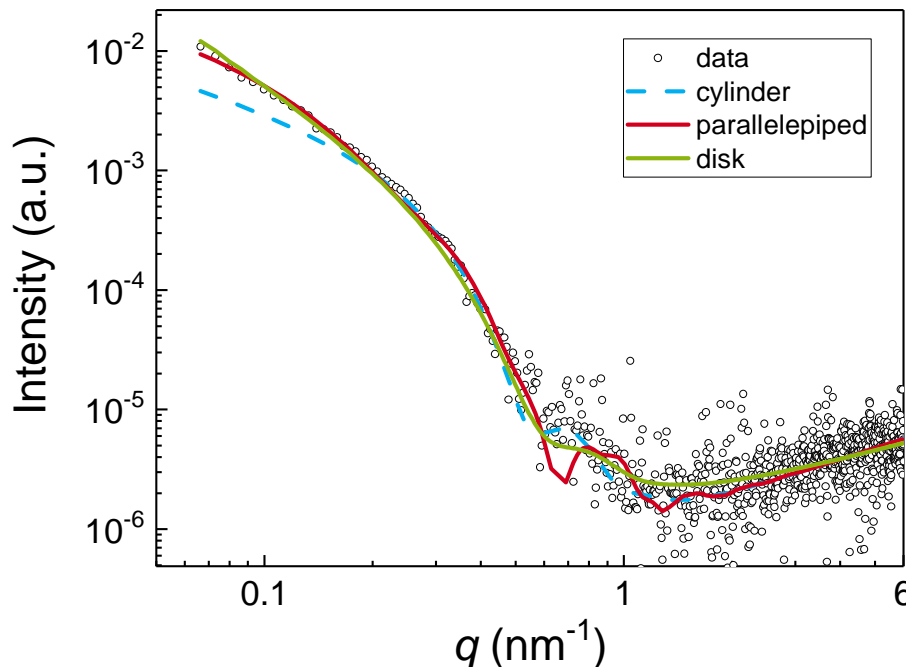 10⁻²
10⁻³
10⁻⁴
10⁻⁵
10⁻⁶
Intensity (a.u.)
data
cylinder
parallelepiped
disk
0.1
1
6
q (nm⁻¹)